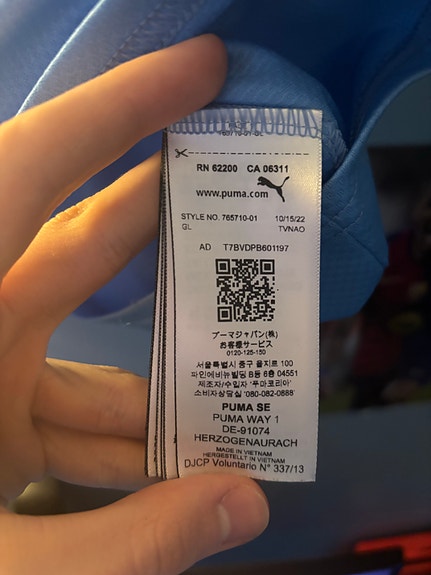 765710-01-GL
RN 62200 CA 06311
www.puma.com
STYLE NO. 765710-01 10/15/22
GL TVNAO
AD T7BVDPB601197
プーマジャパン(株)
お客様サービス
0120-125-150
서울특별시 중구 을지트 100
파인에비뉴빌딩 B동 6층 04551
제조자/수입자 '푸마코리아'
소비자상담실 '080-082-0888'
PUMA SE
PUMA WAY 1
DE-91074
HERZOGENAURACH
MADE IN VIETNAM
HERGESTELLT IN VIETNAM
DJCP Voluntario N° 337/13